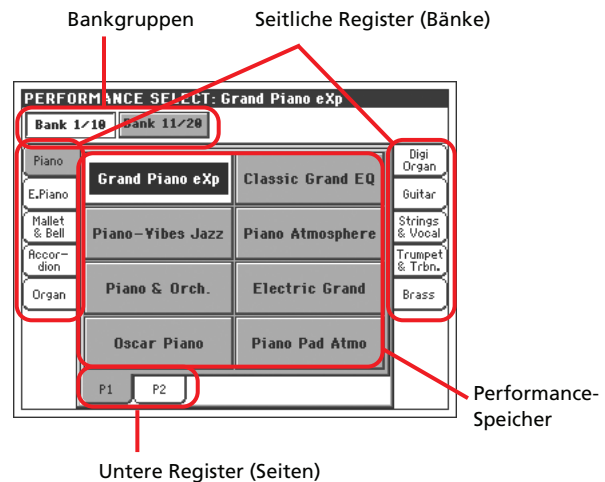 Bankgruppen
Seitliche Register (Bänke)
PERFORMANCE SELECT: Grand Piano eXp
Bank 1/10
Bank 11/20
Piano
E.Piano
Mallet
& Bell
Accor-
dion
Organ
Grand Piano eXp
Classic Grand EQ
Piano-Vibes Jazz
Piano Atmosphere
Piano & Orch.
Electric Grand
Oscar Piano
Piano Pad Atmo
Digi
Organ
Guitar
Strings
& Vocal
Trumpet
& Trbn.
Brass
P1
P2
Performance-
Speicher
Untere Register (Seiten)